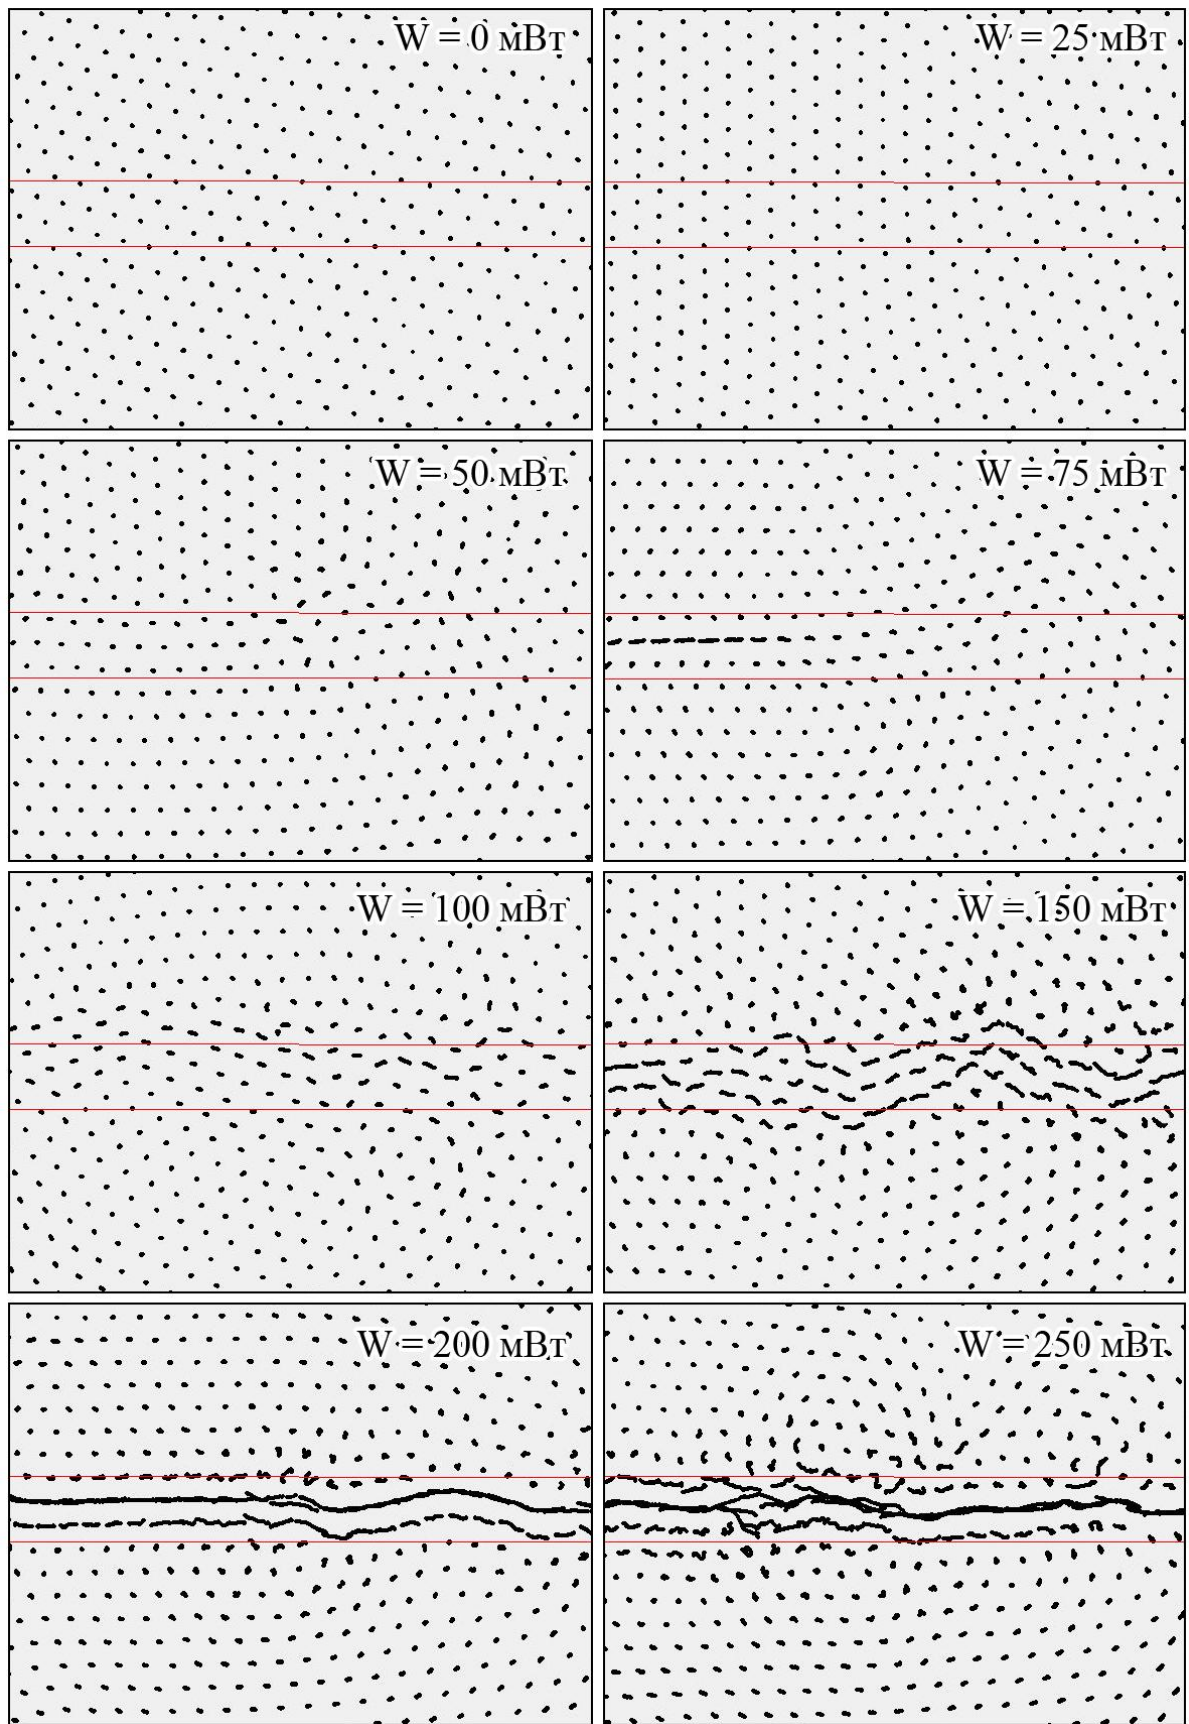 W = 0 мВт
W = 25 мВт
W = 50 мВт
W = 75 мВт
W = 100 мВт
W = 150 мВт
W = 200 мВт
W = 250 мВт